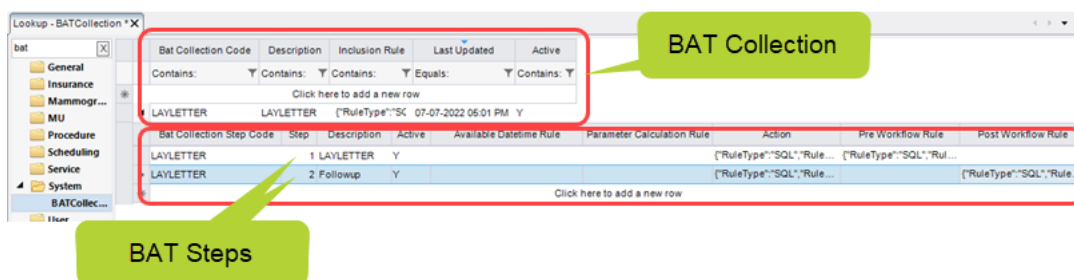 Lookup - BATCollection * X
bat X
General
Insurance
Mammogr...
MU
Procedure
Scheduling
Service
System
BATCollec...
User
Bat Collection Code Description Inclusion Rule Last Updated Active
Contains: Contains: Contains: Equals: Contains:
Click here to add a new row
LAYLETTER LAYLETTER {"RuleType":"SQ 07-07-2022 05:01 PM Y
BAT Collection
Bat Collection Step Code Step Description Active Available Datetime Rule Parameter Calculation Rule Action Pre Workflow Rule Post Workflow Rule
LAYLETTER 1 LAYLETTER Y {"RuleType":"SQL","Rule... {"RuleType":"SQL","Rul...
LAYLETTER 2 Followup Y {"RuleType":"SQL","Rule... {"RuleType":"SQL","Rule...
Click here to add a new row
BAT Steps